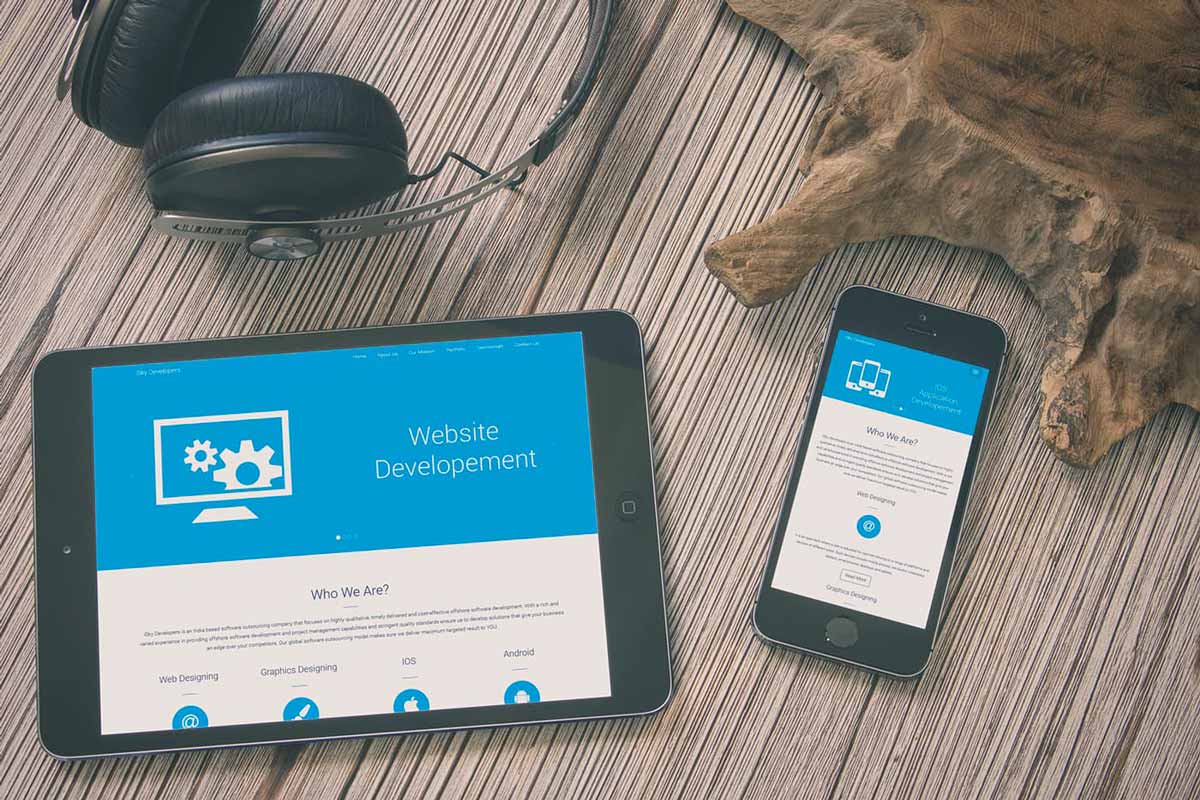 iSky Developers
Home About Us Our Mission Portfolio Testimonials Contact Us
Website
Developement
Who We Are?
iSky Developers is an India based software outsourcing company that focuses on highly qualitative, timely delivered and cost-effective offshore software development. With a rich and
varied experience in providing offshore software development and project management capabilities and stringent quality standards ensure us to develop solutions that give your business
an edge over your competitors. Our global software outsourcing model makes sure we deliver maximum targeted result to YOU.
Web Designing
Graphics Designing
IOS
Android
@
iSky Developers
IOS
Application
Developement
Who We Are?
Web Designing
@
Read More
Graphics Designing